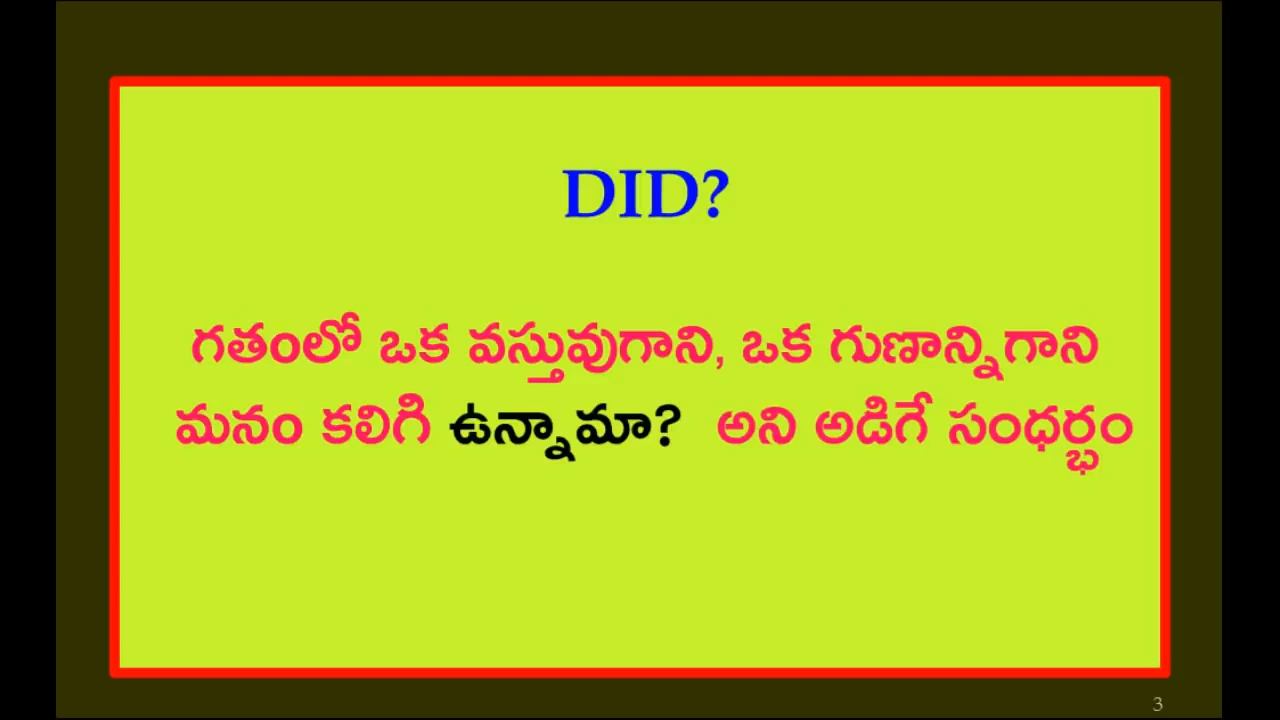 DID?
గతంలో ఒక వస్తువుగాని, ఒక గుణాన్నిగాని
మనం కలిగి ఉన్నామా? అని అడిగే సంధర్భం
3